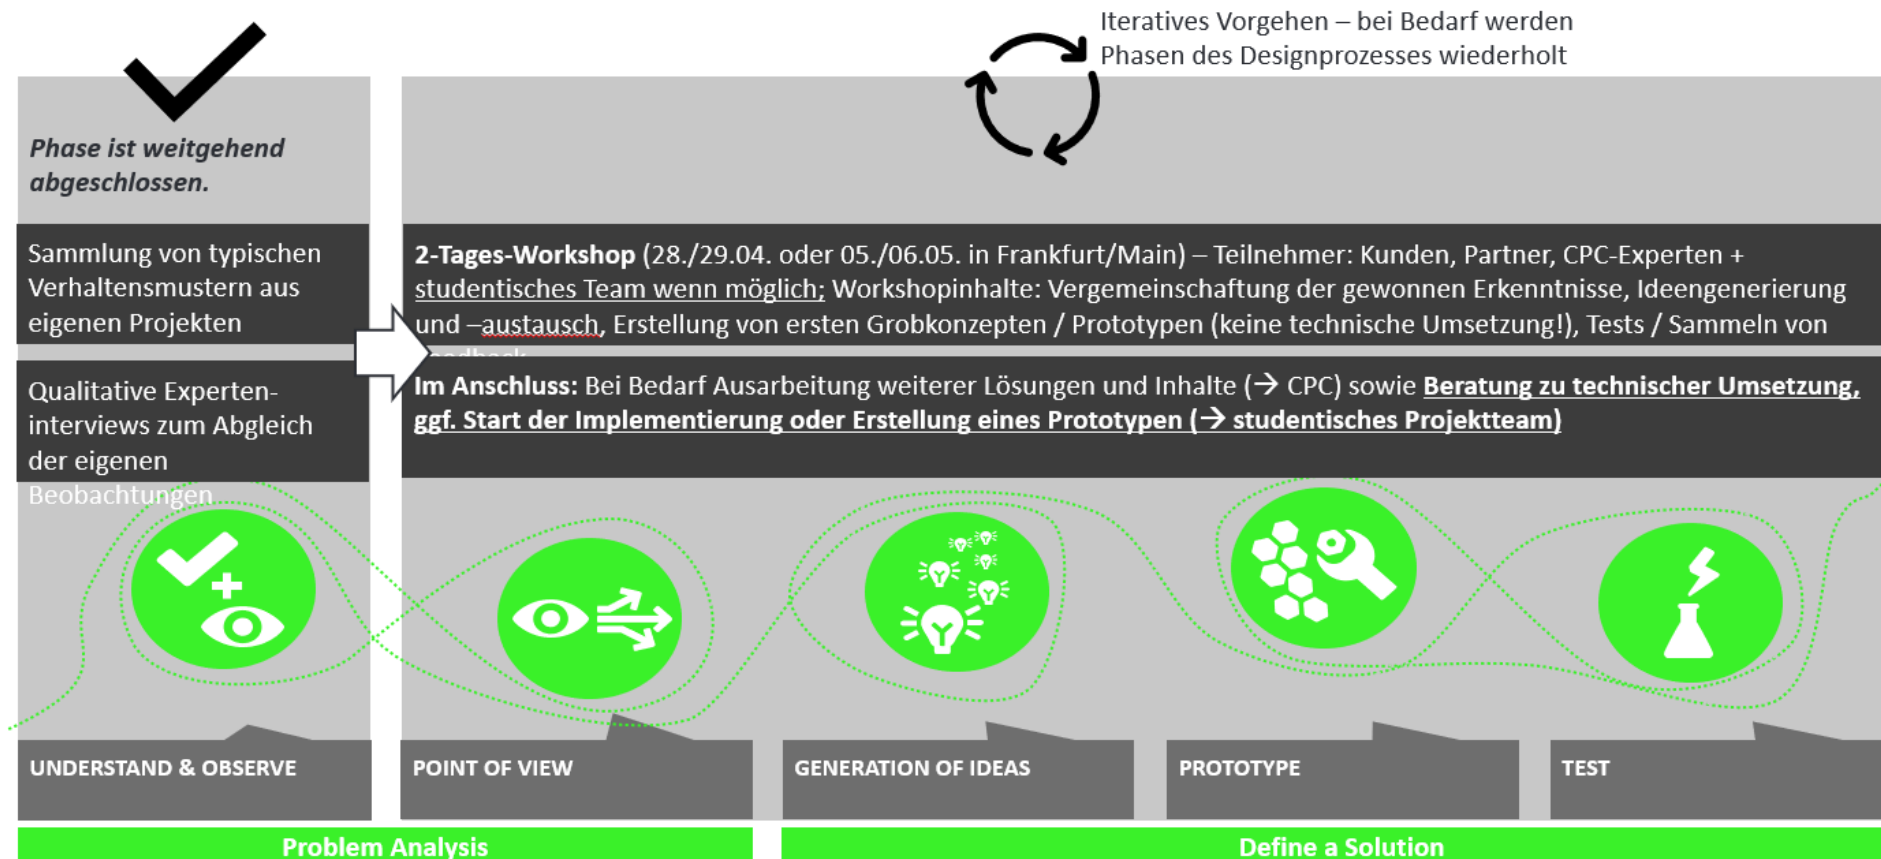 Iteratives Vorgehen – bei Bedarf werden
Phasen des Designprozesses wiederholt
Phase ist weitgehend
abgeschlossen.
Sammlung von typischen
Verhaltensmustern aus
eigenen Projekten
Qualitative Experten-
interviews zum Abgleich
der eigenen
Beobachtungen
2-Tages-Workshop (28./29.04. oder 05./06.05. in Frankfurt/Main) – Teilnehmer: Kunden, Partner, CPC-Experten +
studentisches Team wenn möglich; Workshopinhalte: Vergemeinschaftung der gewonnen Erkenntnisse, Ideengenerierung
und –austausch, Erstellung von ersten Grobkonzepten / Prototypen (keine technische Umsetzung!), Tests / Sammeln von
Im Anschluss: Bei Bedarf Ausarbeitung weiterer Lösungen und Inhalte (→ CPC) sowie Beratung zu technischer Umsetzung,
ggf. Start der Implementierung oder Erstellung eines Prototypen (→ studentisches Projektteam)
UNDERSTAND & OBSERVE
POINT OF VIEW
GENERATION OF IDEAS
PROTOTYPE
TEST
Problem Analysis
Define a Solution